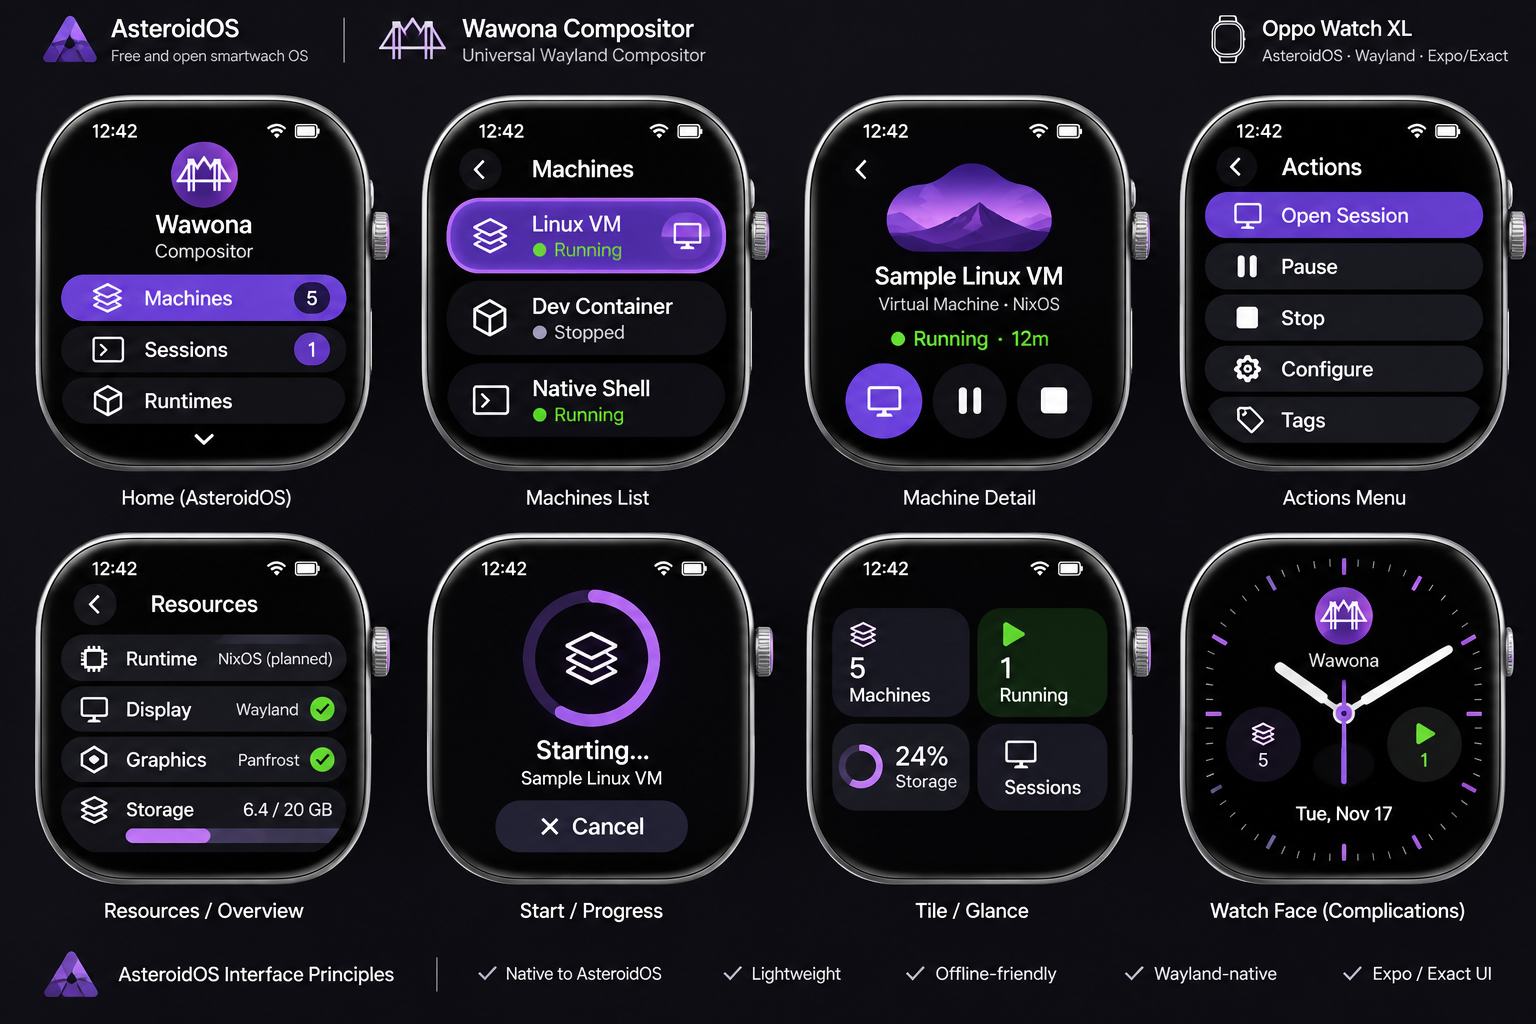 AsteroidOS
Free and open smartwach OS
Wawona Compositor
Universal Wayland Compositor
Oppo Watch XL
AsteroidOS · Wayland · Expo/Exact
12:42
Wawona
Compositor
Machines 5
Sessions 1
Runtimes
Home (AsteroidOS)
12:42
Machines
Linux VM
Running
Dev Container
Stopped
Native Shell
Running
Machines List
12:42
Sample Linux VM
Virtual Machine · NixOS
Running · 12m
Machine Detail
12:42
Actions
Open Session
Pause
Stop
Configure
Tags
Actions Menu
12:42
Resources
Runtime NixOS (planned)
Display Wayland
Graphics Panfrost
Storage 6.4 / 20 GB
Resources / Overview
12:42
Starting...
Sample Linux VM
Cancel
Start / Progress
12:42
5
Machines
1
Running
24%
Storage
Sessions
Tile / Glance
Wawona
5
1
Tue, Nov 17
Watch Face (Complications)
AsteroidOS Interface Principles
Native to AsteroidOS
Lightweight
Offline-friendly
Wayland-native
Expo / Exact UI